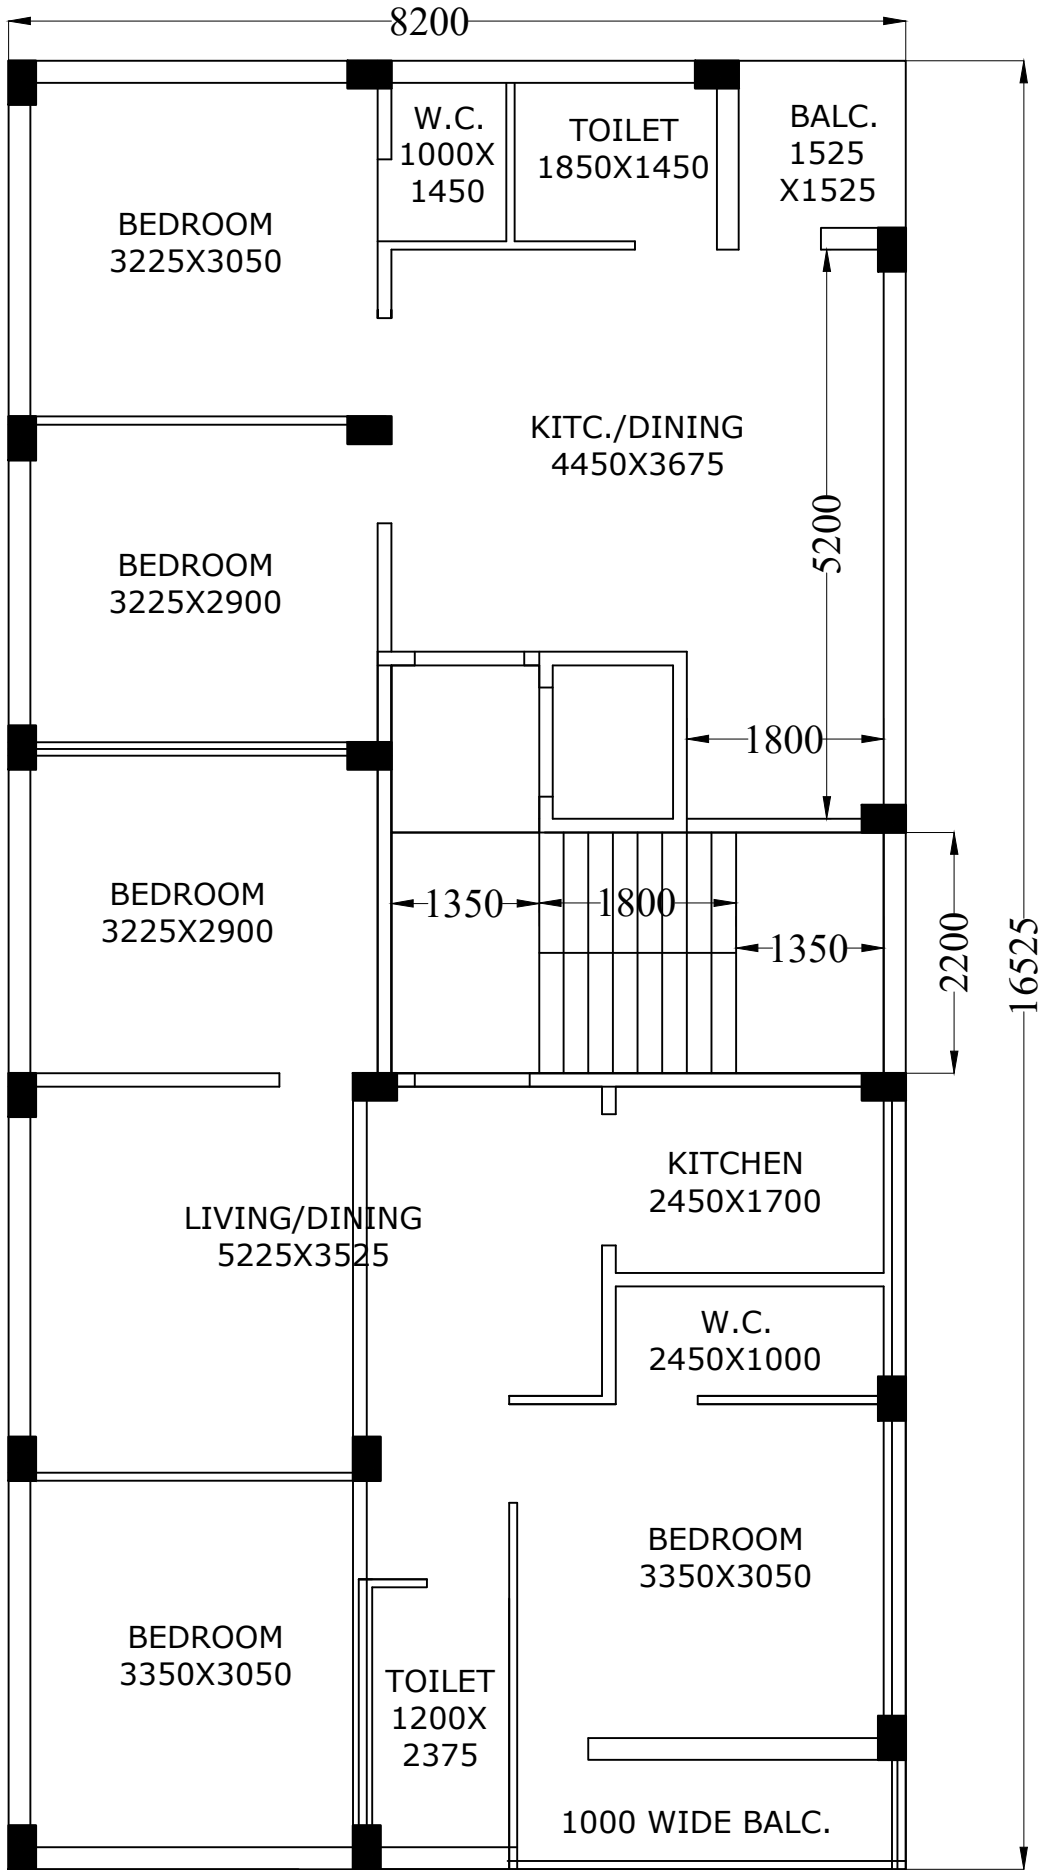 8200
W.C.
1000X
1450
TOILET
1850X1450
BALC.
1525
X1525
BEDROOM
3225X3050
KITC./DINING
4450X3675
5200
BEDROOM
3225X2900
1800
BEDROOM
3225X2900
1350
1800
1350
2200
16525
KITCHEN
2450X1700
LIVING/DINING
5225X3525
W.C.
2450X1000
BEDROOM
3350X3050
BEDROOM
3350X3050
TOILET
1200X
2375
1000 WIDE BALC.